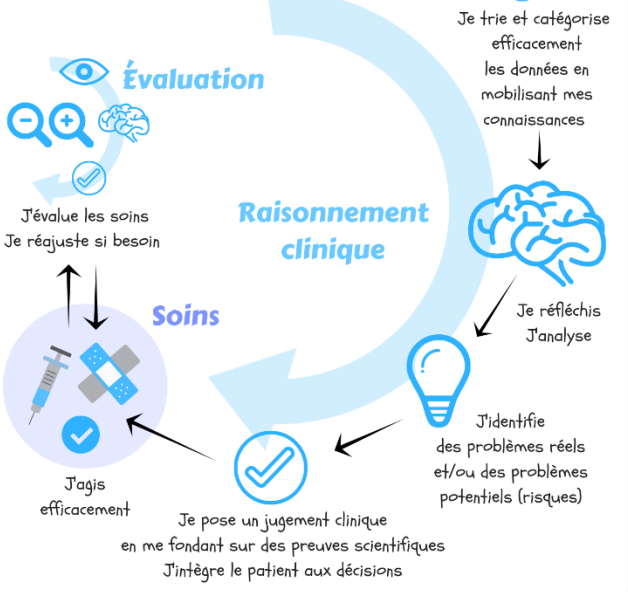 Je trie et catégorise
efficacement
les données en
mobilisant mes
connaissances
Évaluation
J'évalue les soins
Je réajuste si besoin
Raisonnement
clinique
Je réfléchis
J'analyse
Soins
J'identifie
des problèmes réels
et/ou des problèmes
potentiels (risques)
J'agis
efficacement
Je pose un jugement clinique
en me fondant sur des preuves scientifiques
J'intègre le patient aux décisions